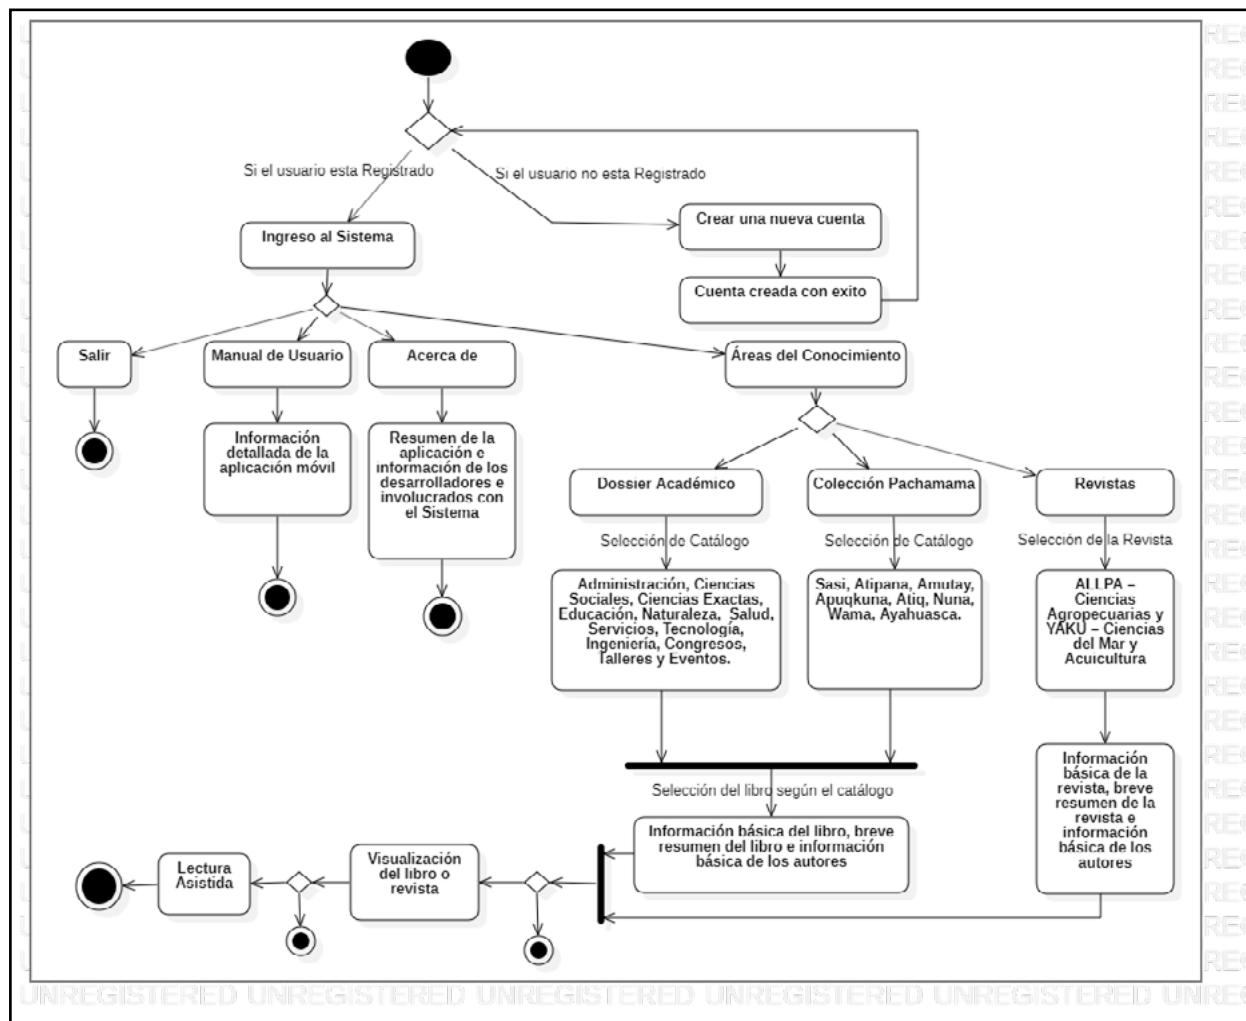 Si el usuario esta Registrado
Si el usuario no esta Registrado
Crear una nueva cuenta
Ingreso al Sistema
Cuenta creada con exito
Salir
Manual de Usuario
Acerca de
Áreas del Conocimiento
Información
detallada de la
aplicación móvil
Resumen de la
aplicación e
información de los
desarrolladores e
involucrados con
el Sistema
Dossier Académico
Colección Pachamama
Revistas
Selección de Catálogo
Selección de Catálogo
Selección de la Revista
Administración, Ciencias
Sociales, Ciencias Exactas,
Educación, Naturaleza, Salud,
Servicios, Tecnología,
Ingeniería, Congresos,
Talleres y Eventos.
Sasi, Atipana, Amutay,
Apuqkuna, Atiq, Nuna,
Wama, Ayahuasca.
ALLPA – 
Ciencias
Agropecuarias y
YAKU – Ciencias
del Mar y
Acuicultura
Selección del libro según el catálogo
Información básica del libro, breve
resumen del libro e información
básica de los autores
Información
básica de la
revista, breve
resumen de la
revista e
información
básica de los
autores
Visualización
del libro o
revista
Lectura
Asistida
UNREGISTERED UNREGISTERED UNREGISTERED UNREGISTERED UNREGISTERED UNRE